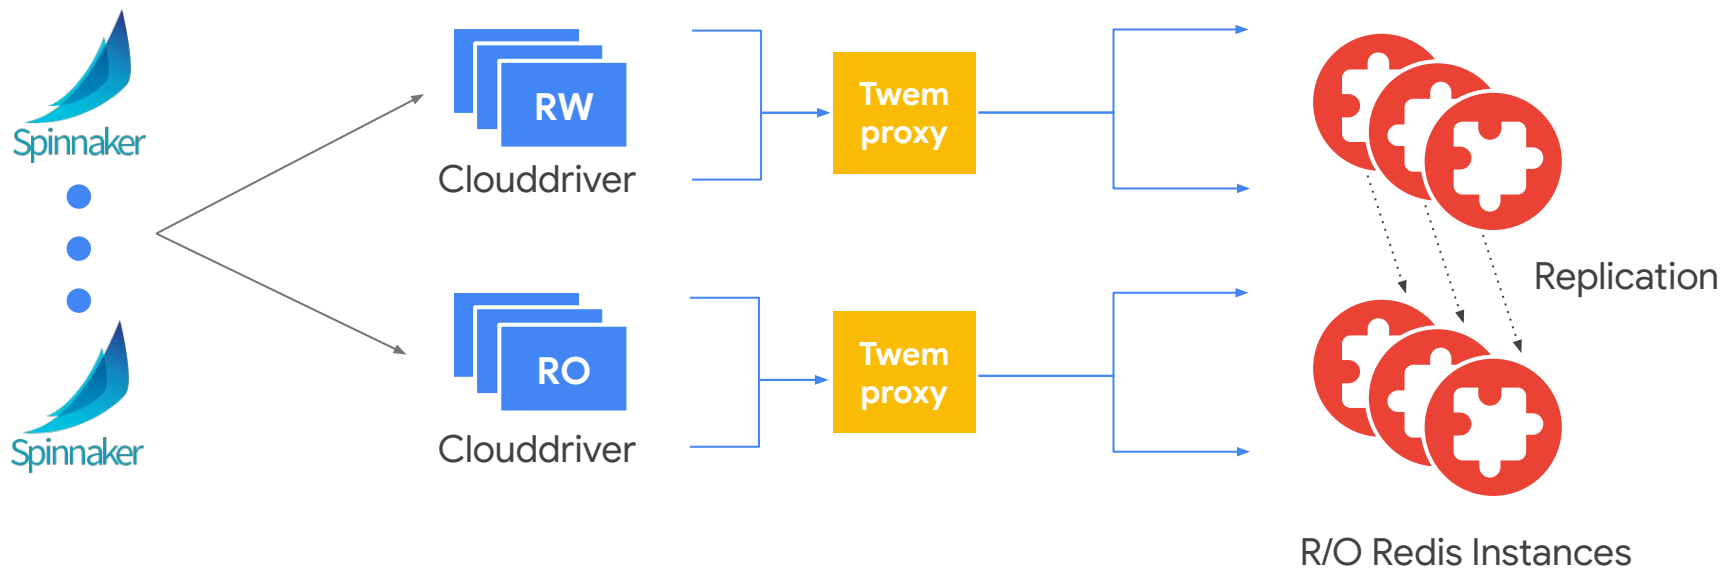 Spinnaker
RW
Clouddriver
Twem
proxy
Replication
RO
Clouddriver
Twem
proxy
Spinnaker
R/O Redis Instances